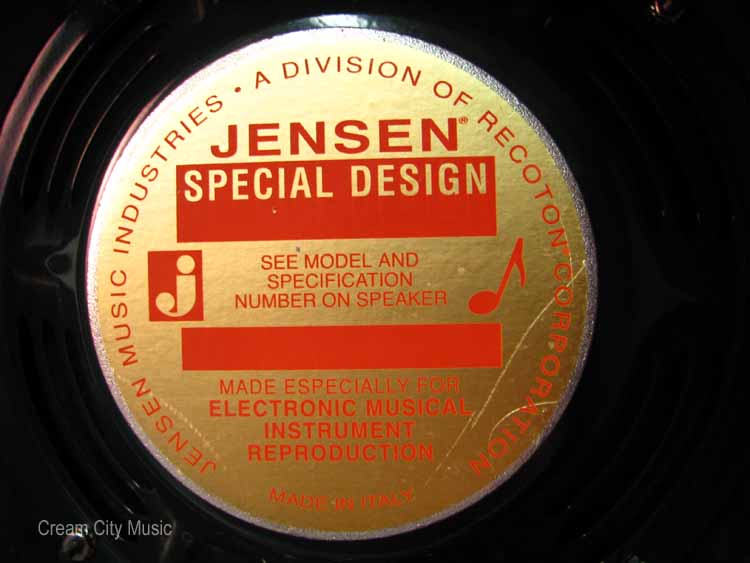 JENSEN MUSIC INDUSTRIES • A DIVISION OF RECOTON® CORPORATION
JENSEN®
SPECIAL DESIGN
j
SEE MODEL AND
SPECIFICATION
NUMBER ON SPEAKER
MADE ESPECIALLY FOR
ELECTRONIC MUSICAL
INSTRUMENT
REPRODUCTION
MADE IN ITALY
Cream City Music